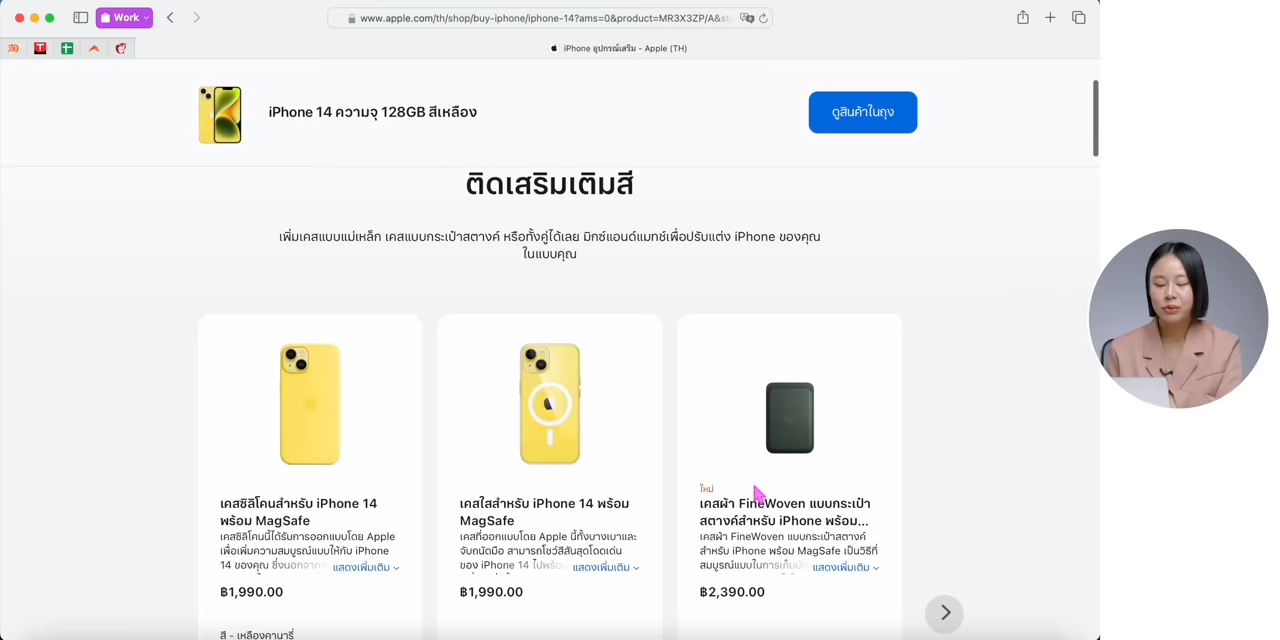 Work
www.apple.com/th/shop/buy-iphone/iphone-14?ams=0&product=MR3X3ZP/A&st
iPhone อุปกรณ์เสริม - Apple (TH)
iPhone 14 ความจุ 128GB สีเหลือง
ดูสินค้าในถุง
ติดเสริมเติมสี
เพิ่มเคสแบบแม่เหล็ก เคสแบบกระเป๋าสตางค์ หรือทั้งคู่ได้เลย มิกซ์แอนด์แมทช์เพื่อปรับแต่ง iPhone ของคุณ
ในแบบคุณ
เคสซิลิโคนสำหรับ iPhone 14
พร้อม MagSafe
เคสซิลิโคนนี้ได้รับการออกแบบโดย Apple
เพื่อเพิ่มความสมบูรณ์แบบให้กับ iPhone
14 ของคุณ ซึ่งนอกจาก แสดงเพิ่มเติม
฿1,990.00
สี - เหลืองคานารี่
เคสใสสำหรับ iPhone 14 พร้อม
MagSafe
เคสที่ออกแบบโดย Apple นี้ทั้งบางเบาและ
จับถนัดมือ สามารถโชว์สีสันสุดโดดเด่น
ของ iPhone 14 ไปพร้อม แสดงเพิ่มเติม
฿1,990.00
ใหม่
เคสผ้า FineWoven แบบกระเป๋า
สตางค์สำหรับ iPhone พร้อม...
เคสผ้า FineWoven แบบกระเป๋าสตางค์
สำหรับ iPhone พร้อม MagSafe เป็นวิธีที่
สมบูรณ์แบบในการเก็บบัตร แสดงเพิ่มเติม
฿2,390.00